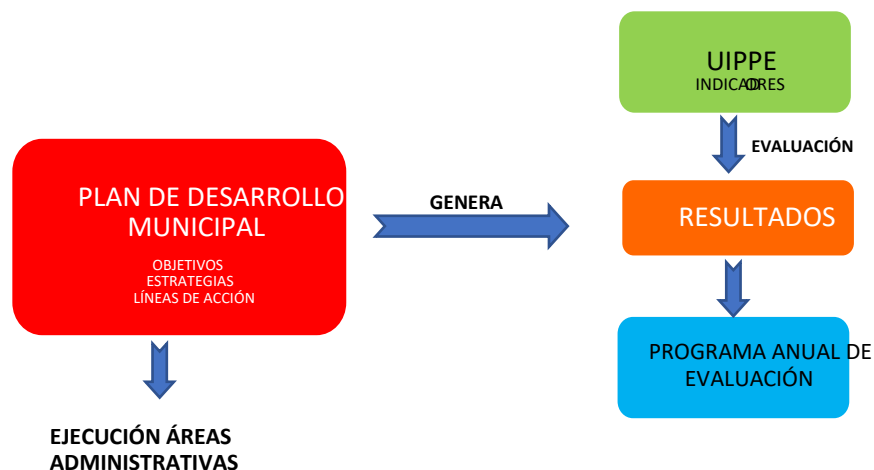 UIPPE
INDICADORES
EVALUACIÓN
PLAN DE DESARROLLO
MUNICIPAL
OBJETIVOS
ESTRATEGIAS
LÍNEAS DE ACCIÓN
GENERA
RESULTADOS
PROGRAMA ANUAL DE
EVALUACIÓN
EJECUCIÓN ÁREAS
ADMINISTRATIVAS